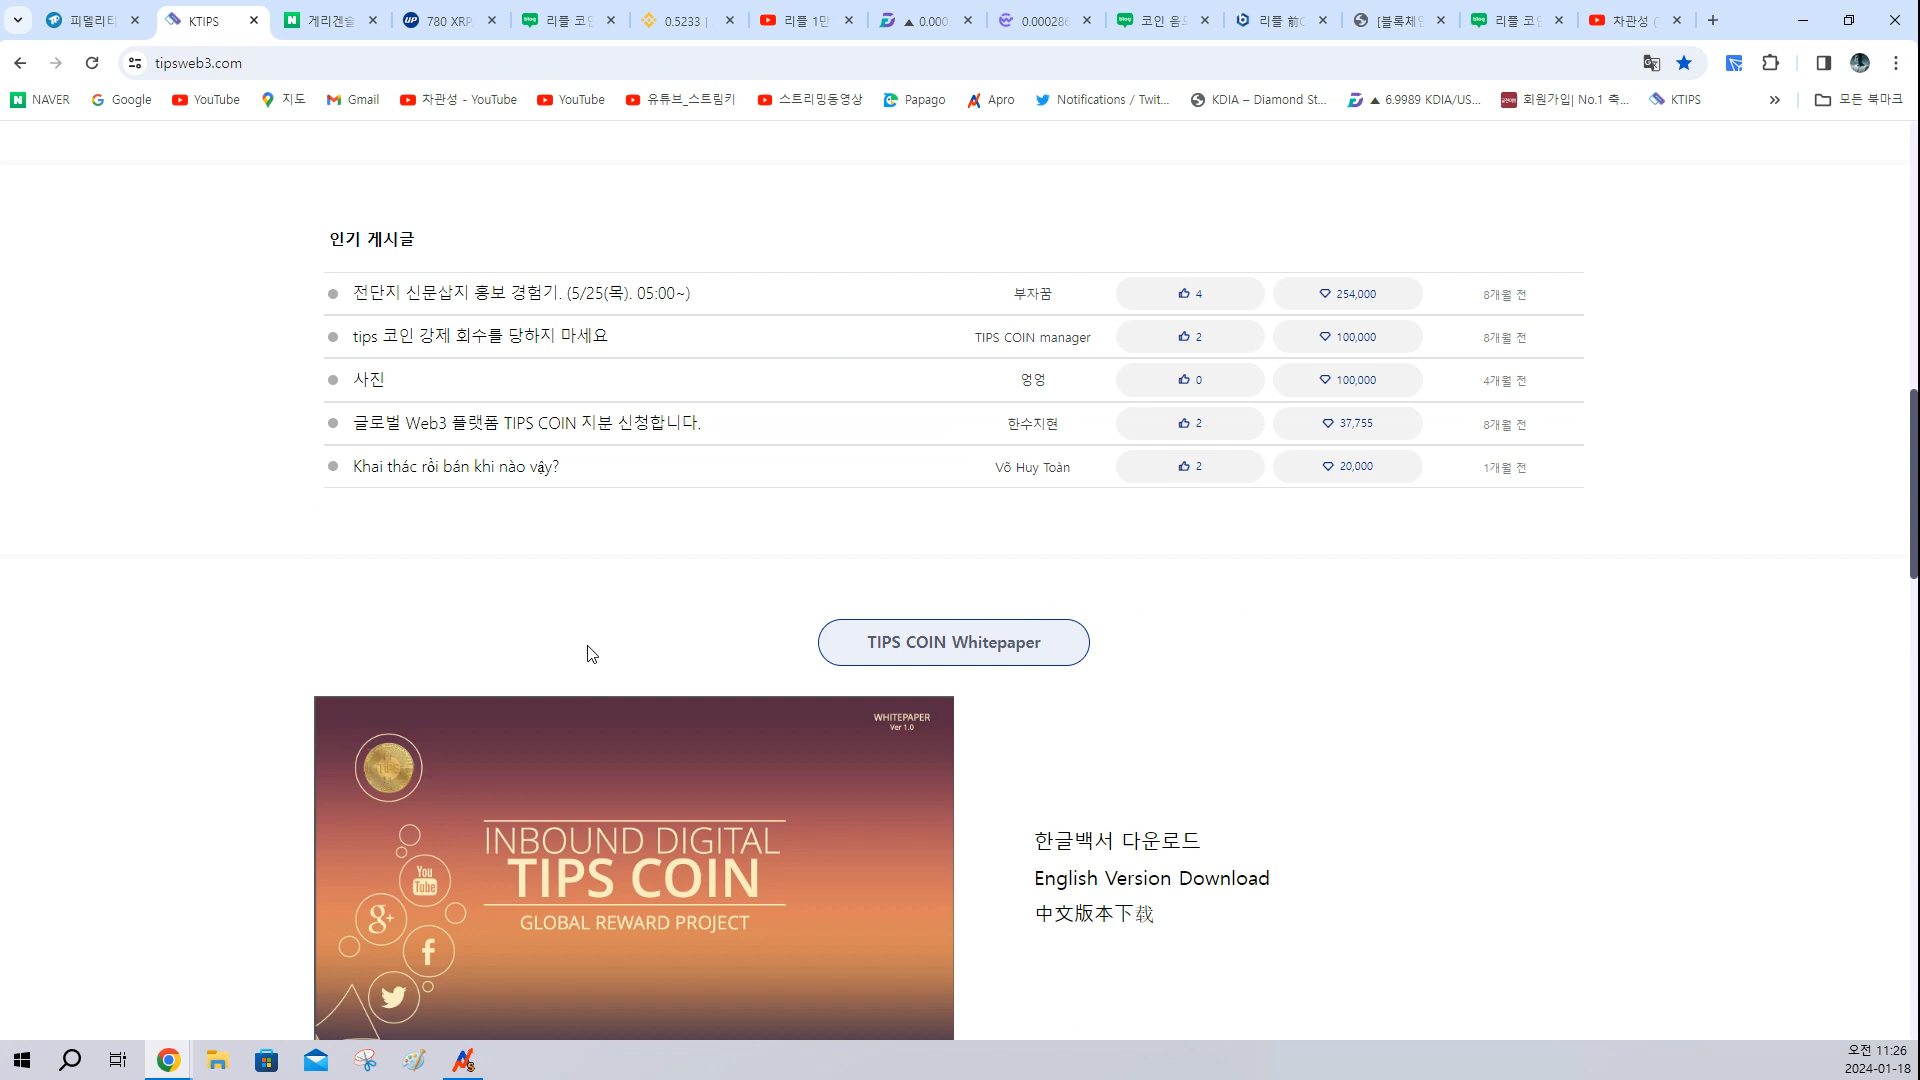 피델리티
KTIPS
게리겐슬
780 XRP
리플 코인
0.5233 |
리플 1만
▲ 0.000
0.000286
코인 음모
리플 前
[블록체인
리플 코인
차관성
tipsweb3.com
NAVER
Google
YouTube
지도
Gmail
차관성 - YouTube
YouTube
유튜브_스트림키
스트리밍동영상
Papago
Apro
Notifications / Twit...
KDIA – Diamond St...
▲ 6.9989 KDIA/US...
회원가입| No.1 축...
KTIPS
모든 북마크
인기 게시글
전단지 신문삽지 홍보 경험기. (5/25(목). 05:00~) 부자꿈 4 254,000 8개월 전
tips 코인 강제 회수를 당하지 마세요 TIPS COIN manager 2 100,000 8개월 전
사진 엉엉 0 100,000 4개월 전
글로벌 Web3 플랫폼 TIPS COIN 지분 신청합니다. 한수지현 2 37,755 8개월 전
Khai thác rồi bán khi nào vậy? Võ Huy Toàn 2 20,000 1개월 전
TIPS COIN Whitepaper
WHITEPAPER
Ver 1.0
INBOUND DIGITAL
TIPS COIN
GLOBAL REWARD PROJECT
You
Tube
g+
f
한글백서 다운로드
English Version Download
中文版本下载
오전 11:26
2024-01-18